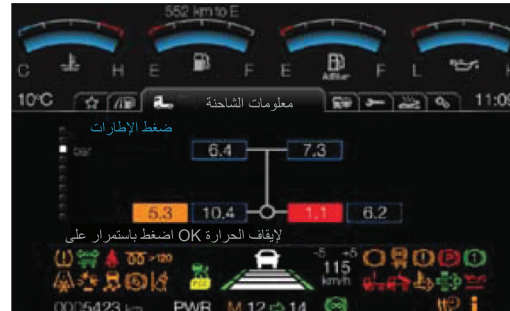 552 km to E
C H E F E AdBlue F L
10°C معلومات الشاحنة 11:09
ضغط الإطارات
bar
6.4 7.3
5.3 10.4 1.1 6.2
لإيقاف الحرارة OK اضغط باستمرار على
>120 -5 +5
PCC 115
km/h
0005423 km PWR M 12 14